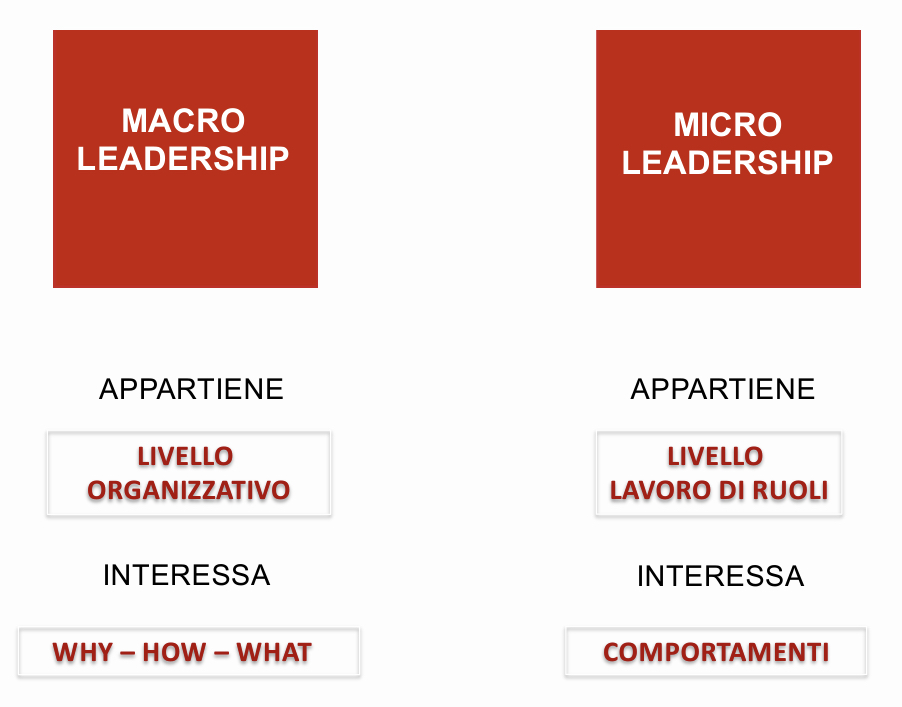 MACRO
LEADERSHIP
APPARTIENE
LIVELLO
ORGANIZZATIVO
INTERESSA
WHY – HOW – WHAT
MICRO
LEADERSHIP
APPARTIENE
LIVELLO
LAVORO DI RUOLI
INTERESSA
COMPORTAMENTI